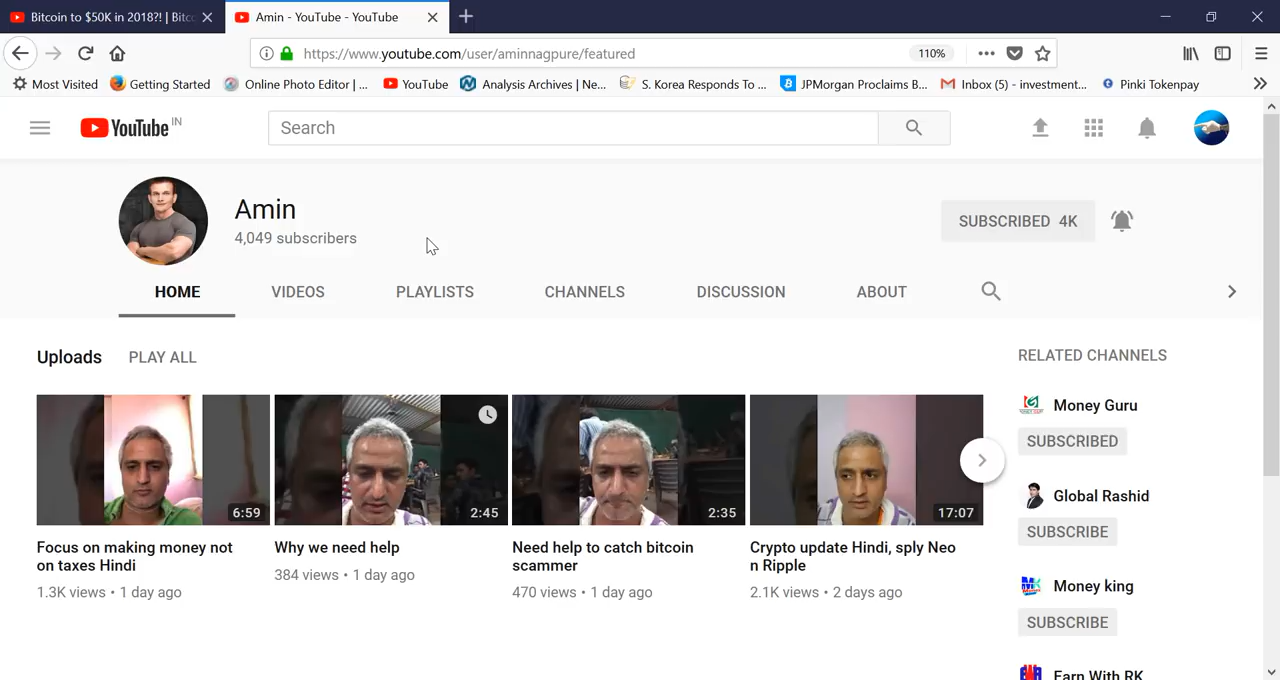 Bitcoin to $50K in 2018?! | Bitc
Amin - YouTube - YouTube
https://www.youtube.com/user/aminnagpure/featured
110%
Most Visited
Getting Started
Online Photo Editor | ...
YouTube
Analysis Archives | Ne...
S. Korea Responds To ...
JPMorgan Proclaims B...
Inbox (5) - investment...
Pinki Tokenpay
YouTube IN
Search
Amin
4,049 subscribers
SUBSCRIBED 4K
HOME
VIDEOS
PLAYLISTS
CHANNELS
DISCUSSION
ABOUT
Uploads
PLAY ALL
6:59
Focus on making money not
on taxes Hindi
1.3K views • 1 day ago
2:45
Why we need help
384 views • 1 day ago
2:35
Need help to catch bitcoin
scammer
470 views • 1 day ago
17:07
Crypto update Hindi, sply Neo
n Ripple
2.1K views • 2 days ago
RELATED CHANNELS
Money Guru
SUBSCRIBED
Global Rashid
SUBSCRIBE
Money king
SUBSCRIBE
Earn With RK